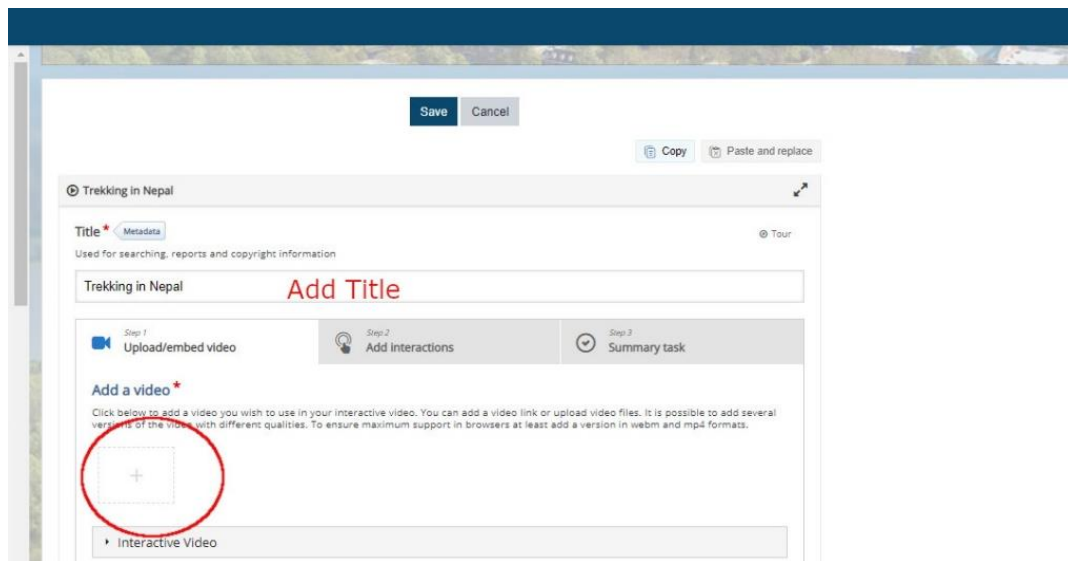 Save Cancel
Copy Paste and replace
Trekking in Nepal
Title * Metadata
Tour
Used for searching, reports and copyright information
Trekking in Nepal
Add Title
Step 1
Upload/embed video
Step 2
Add interactions
Step 3
Summary task
Add a video *
Click below to add a video you wish to use in your interactive video. You can add a video link or upload video files. It is possible to add several
versions of the video with different qualities. To ensure maximum support in browsers at least add a version in webm and mp4 formats.
+
Interactive Video